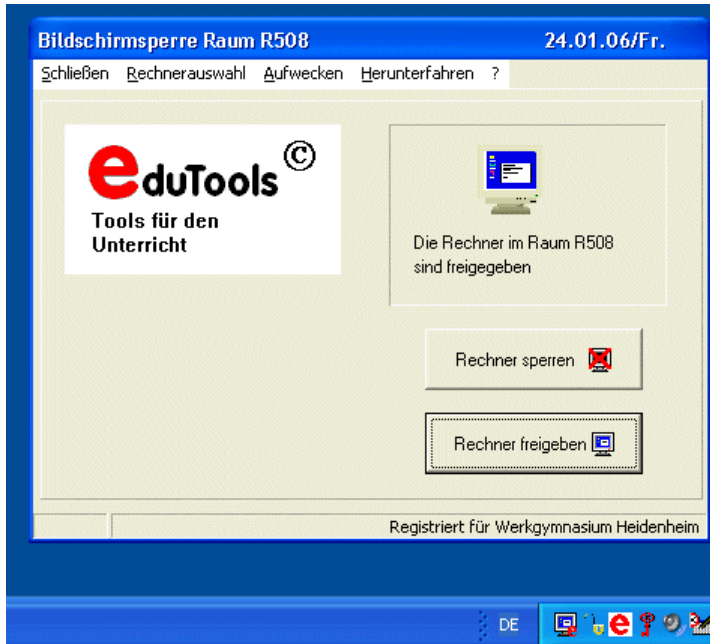 Bildschirmsperre Raum R508 24.01.06/Fr.
Schließen Rechnerauswahl Aufwecken Herunterfahren ?
eduTools ©
Tools für den
Unterricht
Die Rechner im Raum R508
sind freigegeben
Rechner sperren
Rechner freigeben
Registriert für Werkgymnasium Heidenheim
DE
e